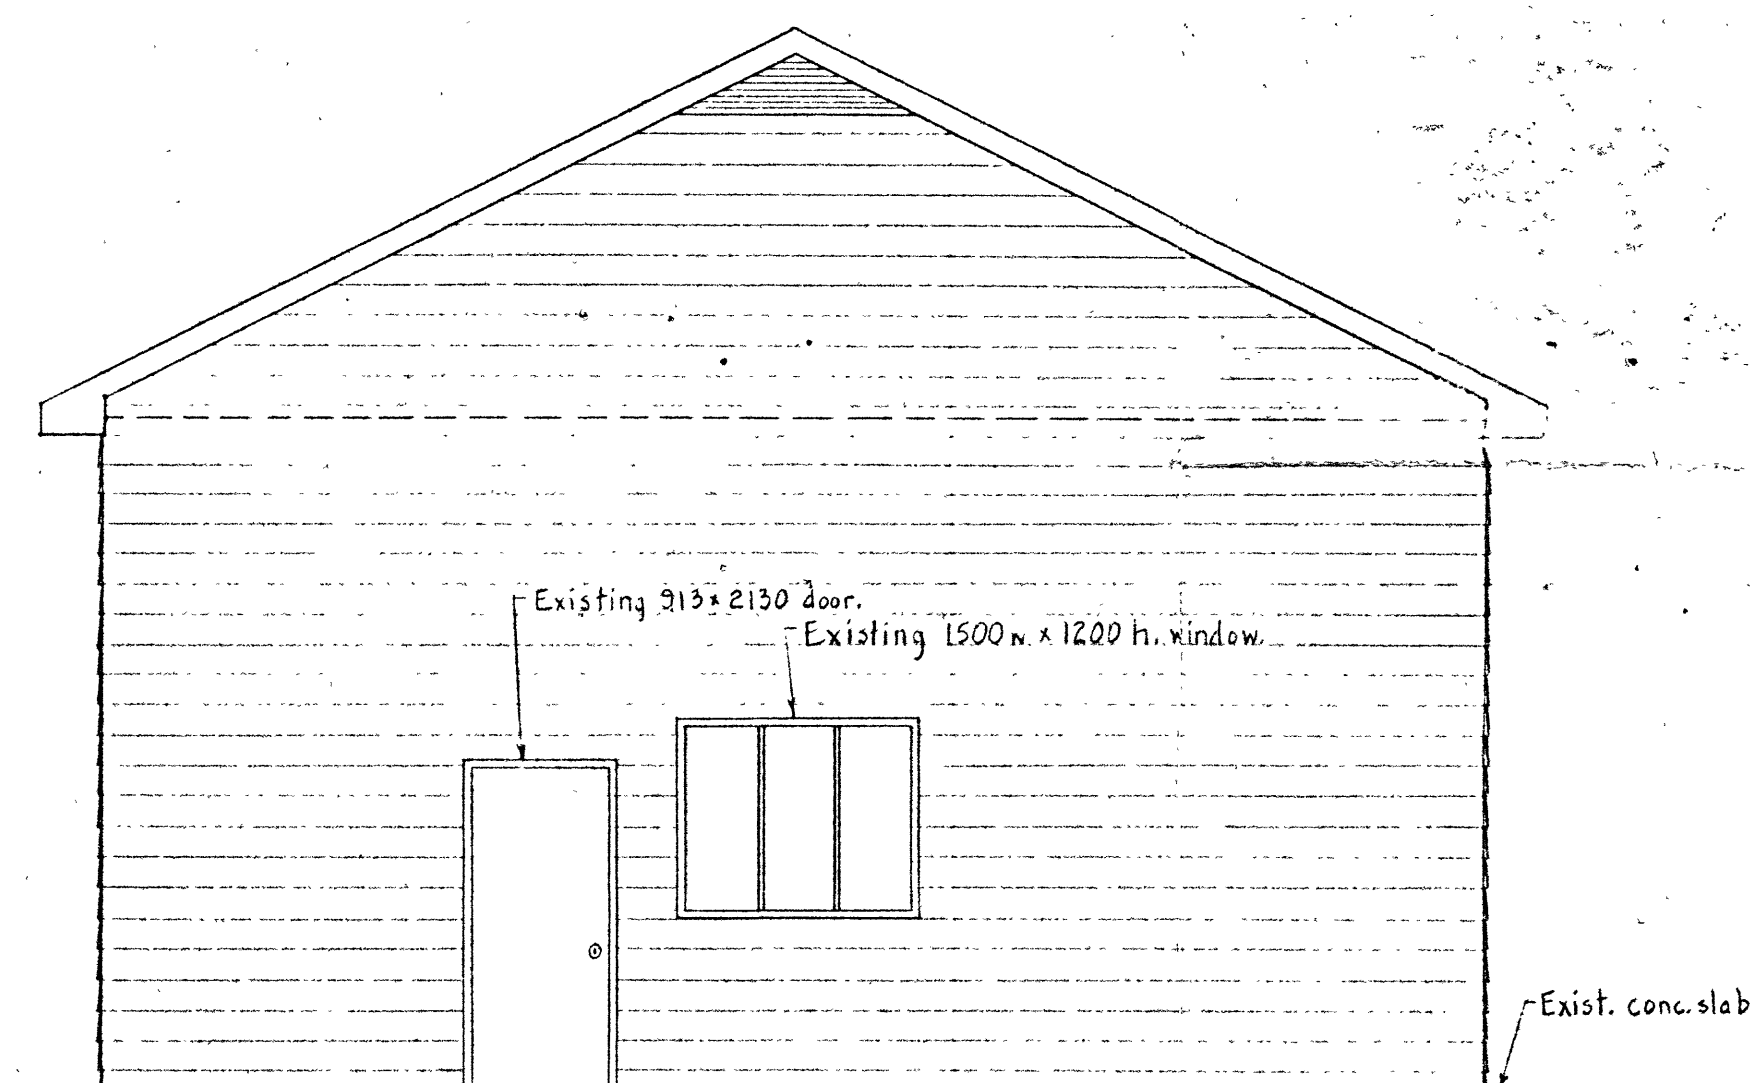 Existing 913 x 2130 door.
Existing 1500 w. x 1200 h. window.
Exist. conc. slab